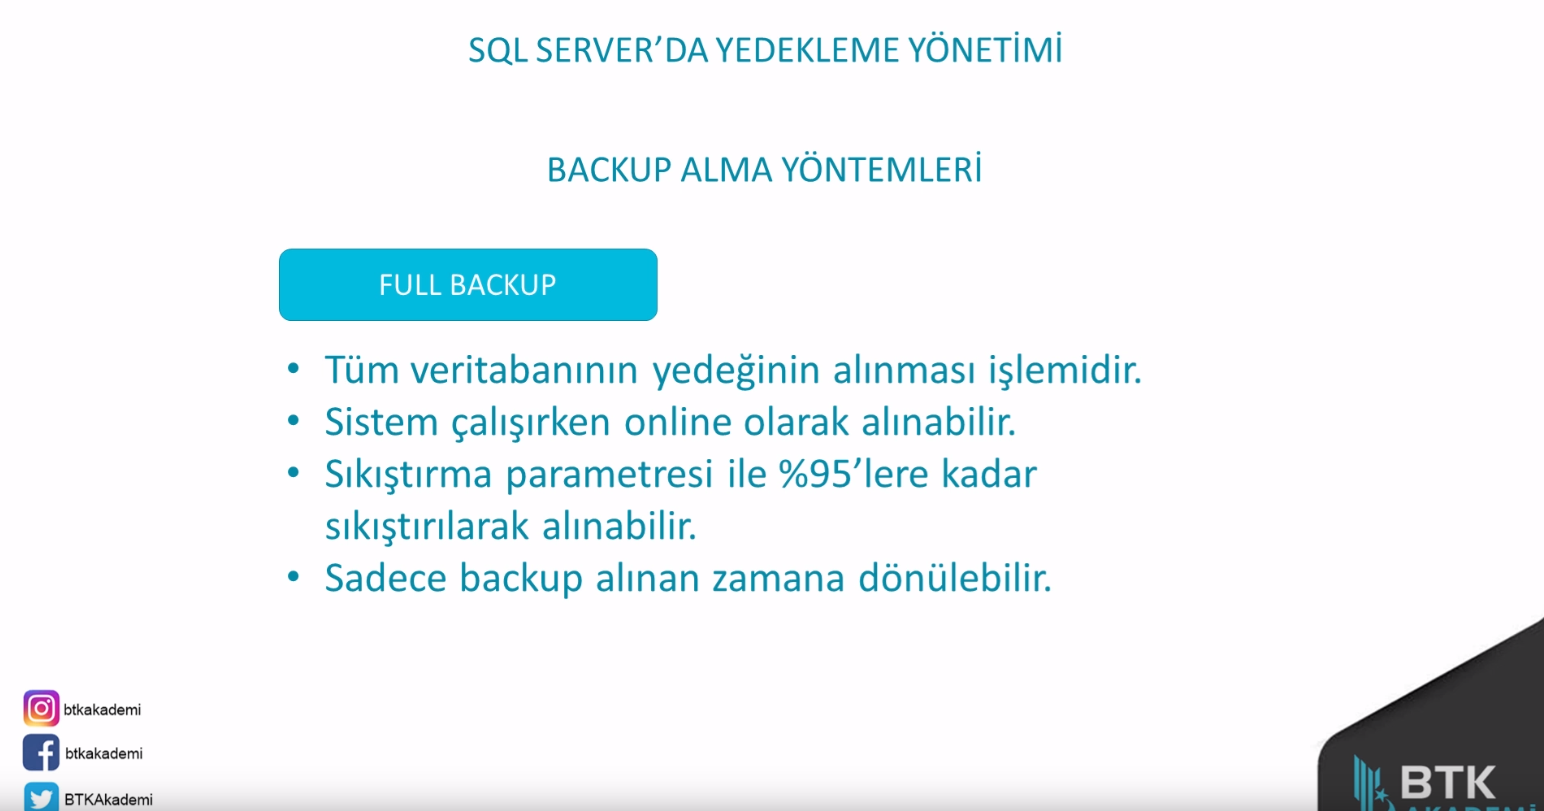 SQL SERVER’DA YEDEKLEME YÖNETİMİ
BACKUP ALMA YÖNTEMLERİ
FULL BACKUP
• Tüm veritabanının yedeğinin alınması işlemidir.
• Sistem çalışırken online olarak alınabilir.
• Sıkıştırma parametresi ile %95’lere kadar
sıkıştırılarak alınabilir.
• Sadece backup alınan zamana dönülebilir.
btkakademi
btkakademi
BTKAkademi
BTK
AKADEMİ